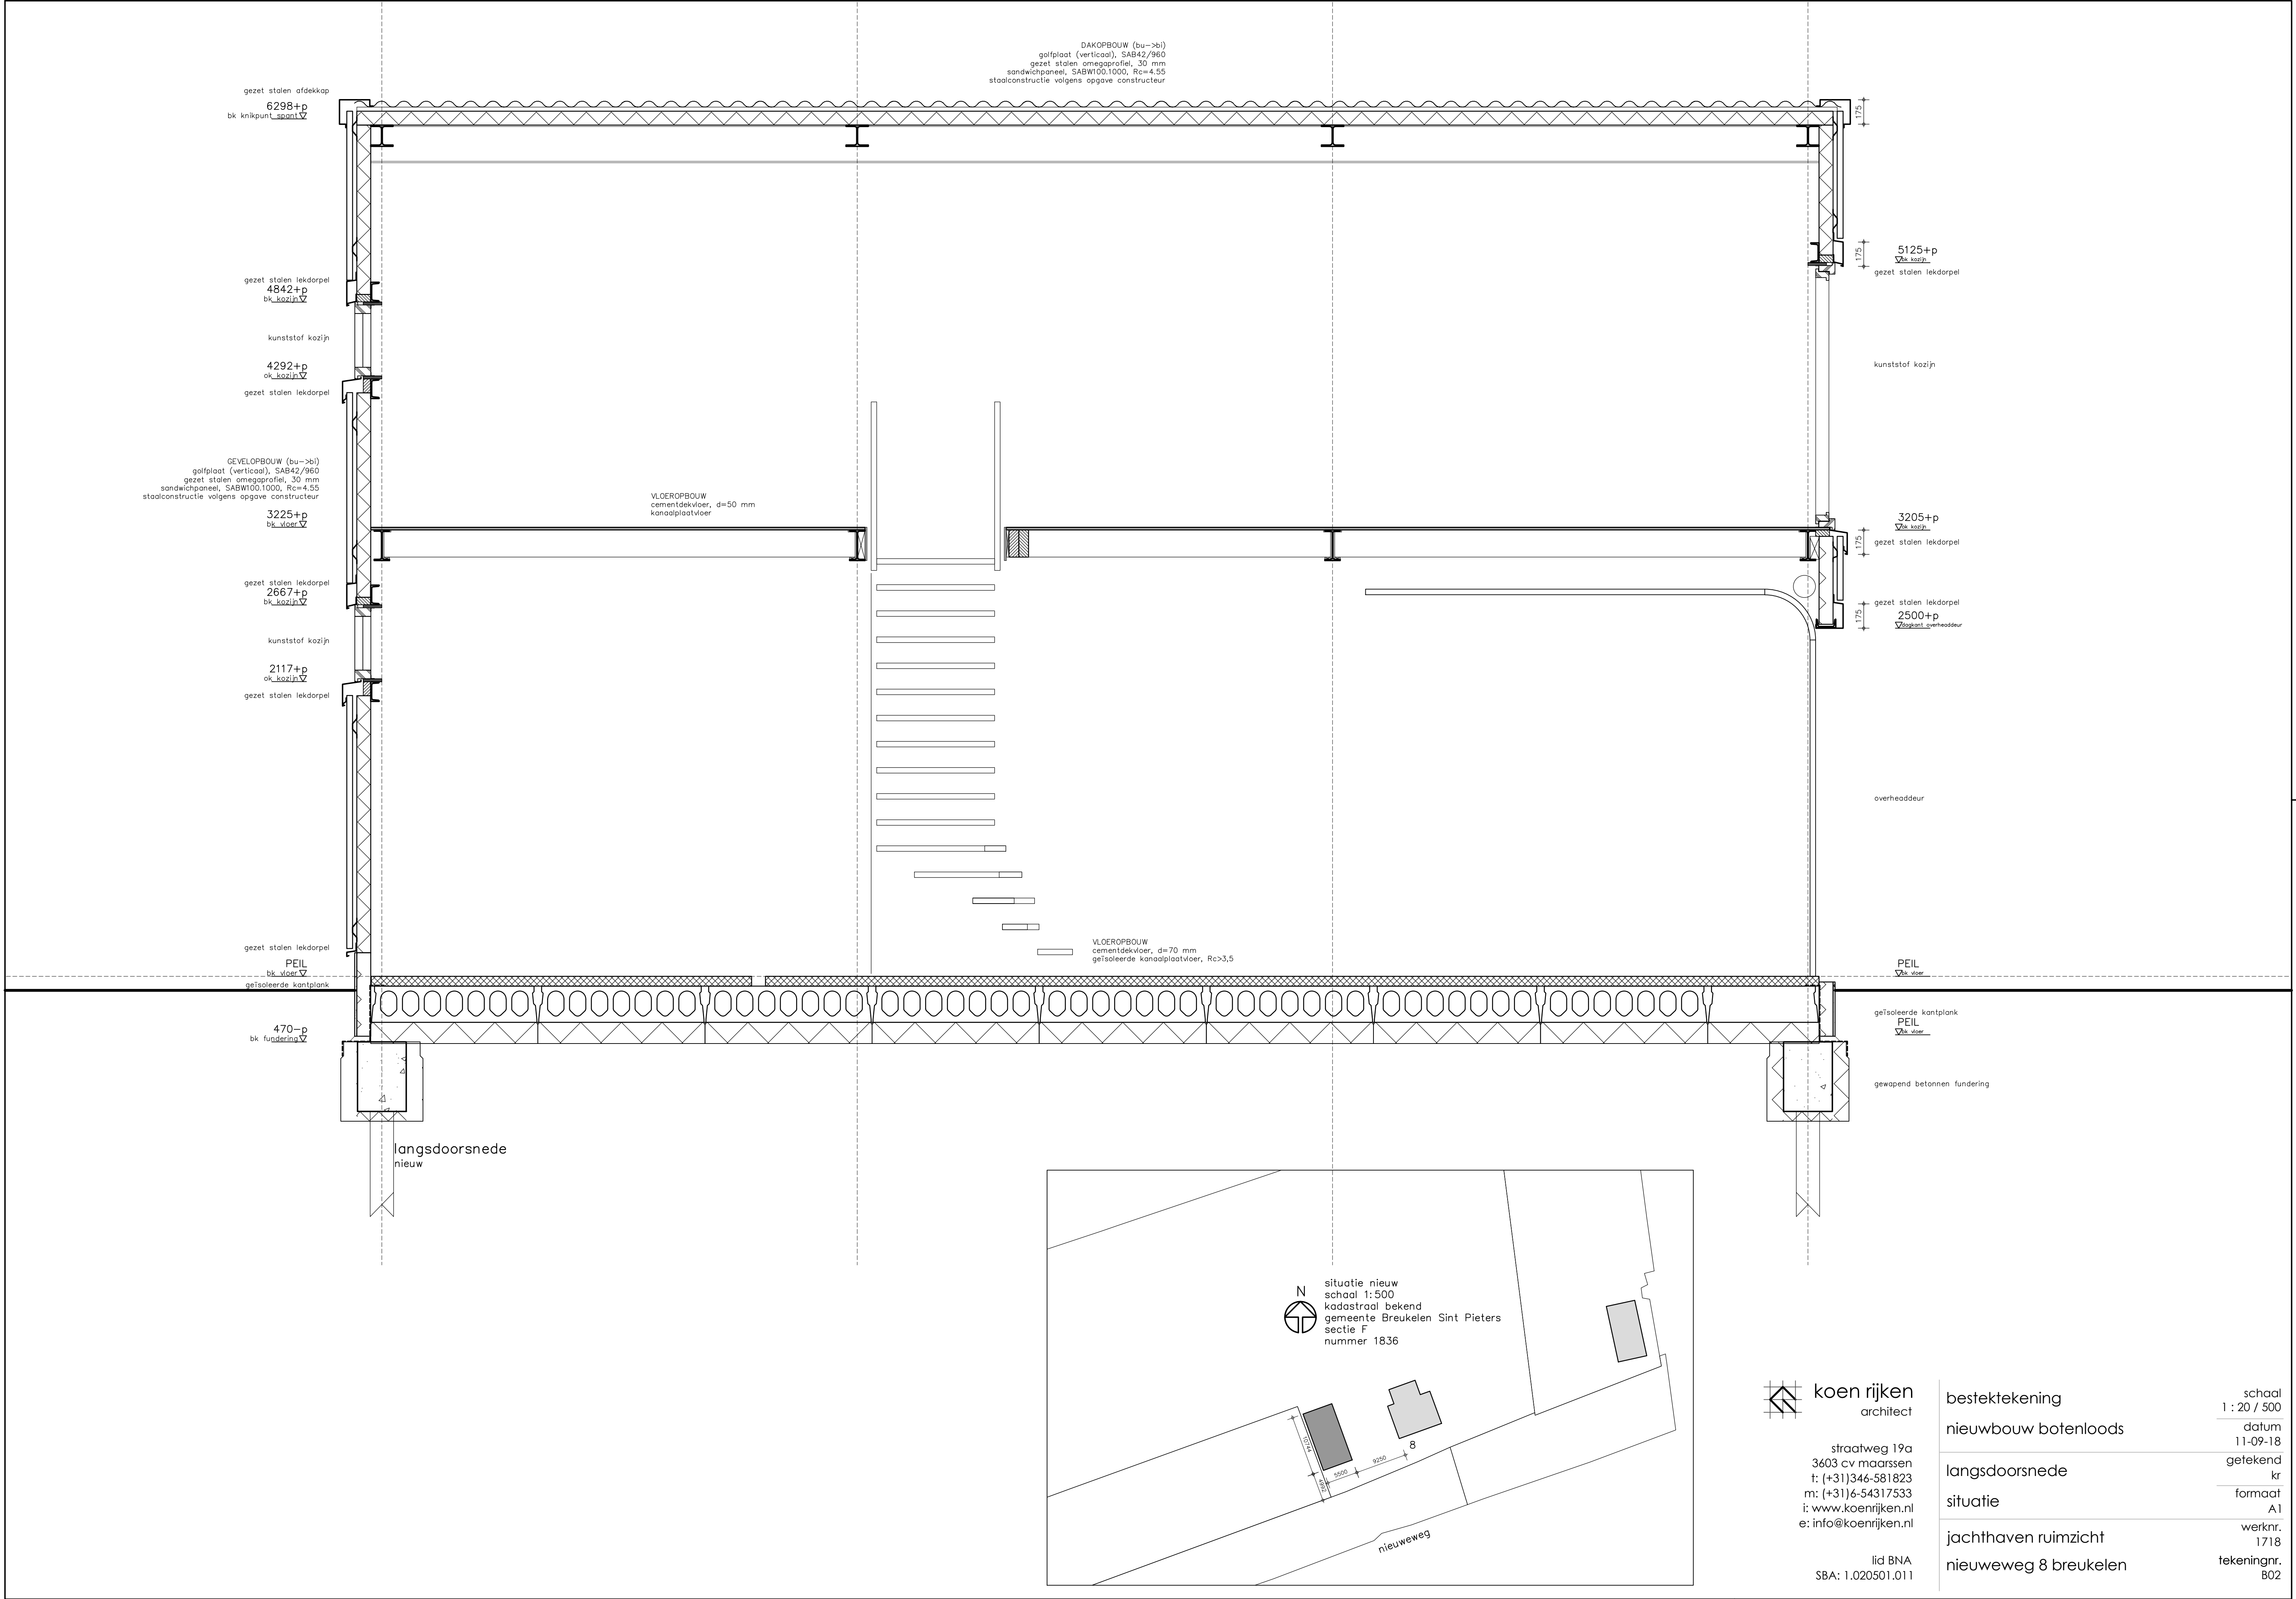 DAKOPBOUW (bu->bi)
golfplaat (verticaal), SAB42/960
gezet stalen omegaprofiel, 30 mm
sandwichpaneel, SABW100.1000, Rc=4.55
staalconstructie volgens opgave constructeur
gezet stalen afdekkap
6298+p
bk knikpunt spant
175
gezet stalen lekdorpel
4842+p
bk kozijn
kunststof kozijn
4292+p
ok kozijn
gezet stalen lekdorpel
GEVELOPBOUW (bu->bi)
golfplaat (verticaal), SAB42/960
gezet stalen omegaprofiel, 30 mm
sandwichpaneel, SABW100.1000, Rc=4.55
staalconstructie volgens opgave constructeur
3225+p
bk vloer
gezet stalen lekdorpel
2667+p
bk kozijn
kunststof kozijn
2117+p
ok kozijn
gezet stalen lekdorpel
gezet stalen lekdorpel
PEIL
bk vloer
geïsoleerde kantplank
470-p
bk fundering
VLOEROPBOUW
cementdekvloer, d=50 mm
kanaalplaatvloer
VLOEROPBOUW
cementdekvloer, d=70 mm
geïsoleerde kanaalplaatvloer, Rc>3,5
175
5125+p
bk kozijn
gezet stalen lekdorpel
kunststof kozijn
175
3205+p
bk kozijn
gezet stalen lekdorpel
gezet stalen lekdorpel
175
2500+p
dagkant overheaddeur
overheaddeur
PEIL
bk vloer
geïsoleerde kantplank
PEIL
bk vloer
gewapend betonnen fundering
langsdoorsnede
nieuw
N
situatie nieuw
schaal 1:500
kadastraal bekend
gemeente Breukelen Sint Pieters
sectie F
nummer 1836
10744
4992
5500
9250
8
nieuweweg
koen rijken
architect
straatweg 19a
3603 cv maarssen
t: (+31)346-581823
m: (+31)6-54317533
i: www.koenrijken.nl
e: info@koenrijken.nl
lid BNA
SBA: 1.020501.011
bestektekening
nieuwbouw botenloods
langsdoorsnede
situatie
jachthaven ruimzicht
nieuweweg 8 breukelen
schaal
1 : 20 / 500
datum
11-09-18
getekend
kr
formaat
A1
werknr.
1718
tekeningnr.
B02